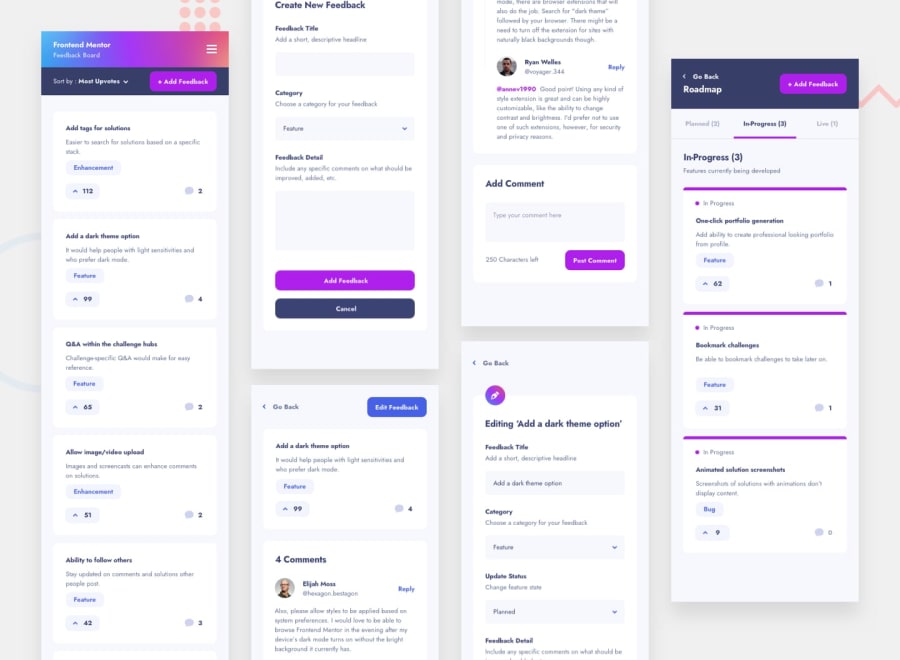 Frontend Mentor
Feedback Board
Sort by : Most Upvotes
+ Add Feedback
Add tags for solutions
Easier to search for solutions based on a specific
stack.
Enhancement
112
2
Add a dark theme option
It would help people with light sensitivities and
who prefer dark mode.
Feature
99
4
Q&A within the challenge hubs
Challenge-specific Q&A would make for easy
reference.
Feature
65
2
Allow image/video upload
Images and screencasts can enhance comments
on solutions.
Enhancement
51
2
Ability to follow others
Stay updated on comments and solutions other
people post.
Feature
42
3
Create New Feedback
Feedback Title
Add a short, descriptive headline
Category
Choose a category for your feedback
Feature
Feedback Detail
Include any specific comments on what should be
improved, added, etc.
Add Feedback
Cancel
Go Back
Edit Feedback
Add a dark theme option
It would help people with light sensitivities and
who prefer dark mode.
Feature
99
4
4 Comments
Elijah Moss
@hexagon.bestagon
Reply
Also, please allow styles to be applied based on
system preferences. I would love to be able to
browse Frontend Mentor in the evening after my
device's dark mode turns on without the bright
background it currently has.
mode, there are browser extensions that
will also do the job. Search for “dark theme”
followed by your browser. There might be a
need to turn off the extension for sites with
naturally black backgrounds though.
Ryan Welles
@voyager.344
Reply
@annev1990 Good point! Using any kind of
style extension is great and can be highly
customizable, like the ability to change
contrast and brightness. I'd prefer not to use
one of such extensions, however, for security
and privacy reasons.
Add Comment
Type your comment here
250 Characters left
Post Comment
Go Back
Editing ‘Add a dark theme option’
Feedback Title
Add a short, descriptive headline
Add a dark theme option
Category
Choose a category for your feedback
Feature
Update Status
Change feature state
Planned
Feedback Detail
Include any specific comments on what should be
Go Back
Roadmap
+ Add Feedback
Planned (2)
In-Progress (3)
Live (1)
In-Progress (3)
Features currently being developed
In Progress
One-click portfolio generation
Add ability to create professional looking portfolio
from profile.
Feature
62
1
In Progress
Bookmark challenges
Be able to bookmark challenges to take later on.
Feature
31
1
In Progress
Animated solution screenshots
Screenshots of solutions with animations don't
display content.
Bug
9
0